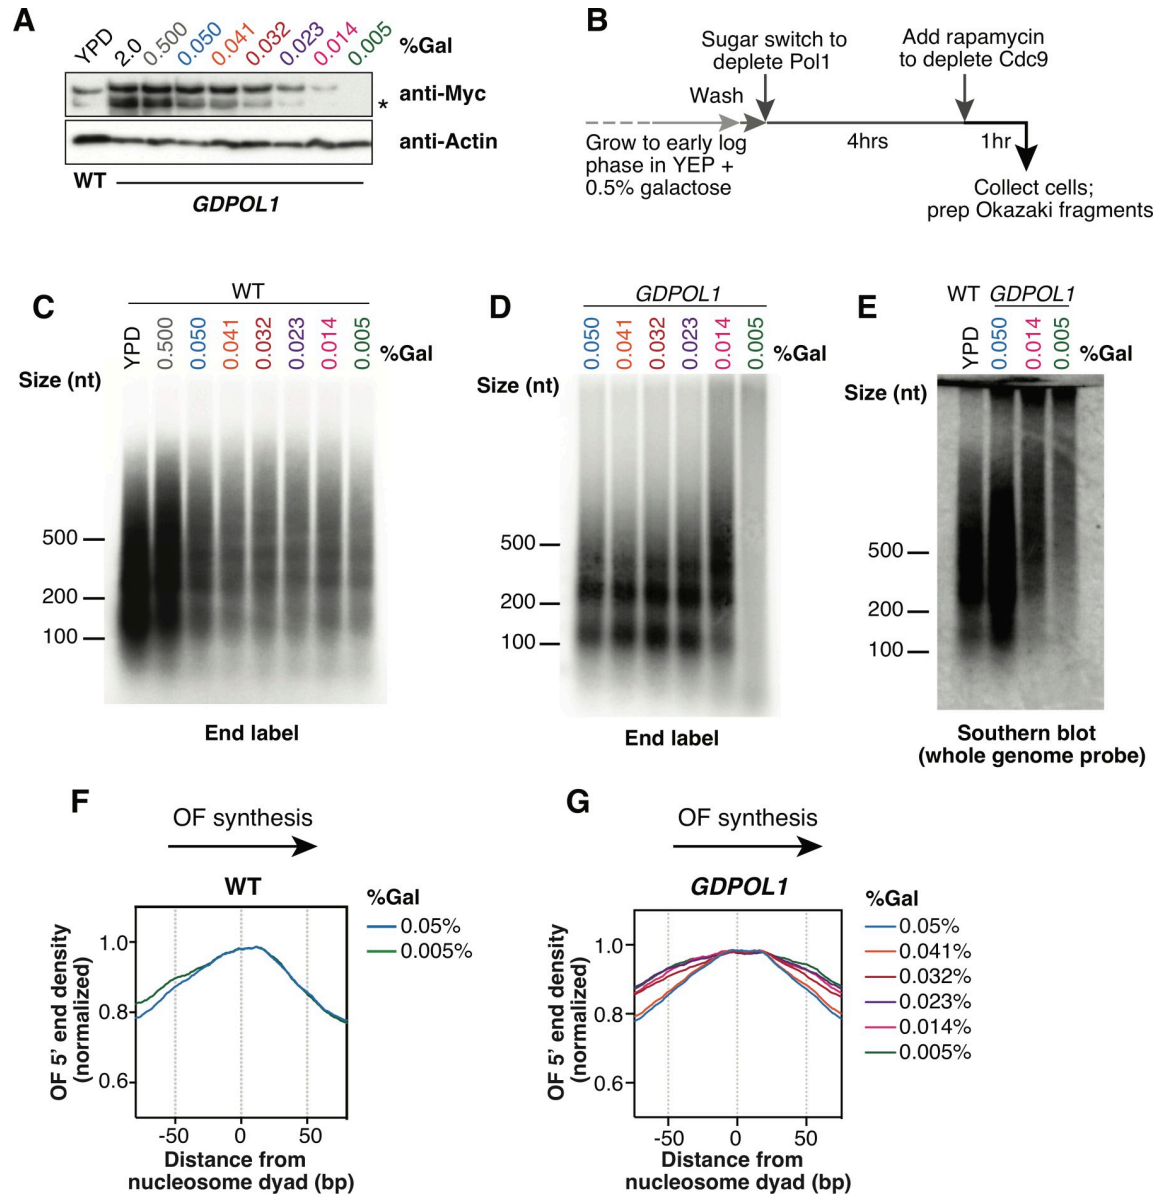 A
YPD 2.0 0.500 0.050 0.041 0.032 0.023 0.014 0.005 %Gal
anti-Myc
*
anti-Actin
WT
GDPOL1
B
Sugar switch to
deplete Pol1
Add rapamycin
to deplete Cdc9
Wash
Grow to early log
phase in YEP +
0.5% galactose
4hrs
1hr
Collect cells;
prep Okazaki fragments
C
WT
YPD 0.500 0.050 0.041 0.032 0.023 0.014 0.005 %Gal
Size (nt)
500
200
100
End label
D
GDPOL1
0.050 0.041 0.032 0.023 0.014 0.005 %Gal
Size (nt)
500
200
100
End label
E
WT GDPOL1
YPD 0.050 0.014 0.005 %Gal
Size (nt)
500
200
100
Southern blot
(whole genome probe)
F
OF synthesis
WT
%Gal
0.05%
0.005%
OF 5' end density
(normalized)
1.0
0.8
0.6
-50 0 50
Distance from
nucleosome dyad (bp)
G
OF synthesis
GDPOL1
%Gal
0.05%
0.041%
0.032%
0.023%
0.014%
0.005%
OF 5' end density
(normalized)
1.0
0.8
0.6
-50 0 50
Distance from
nucleosome dyad (bp)